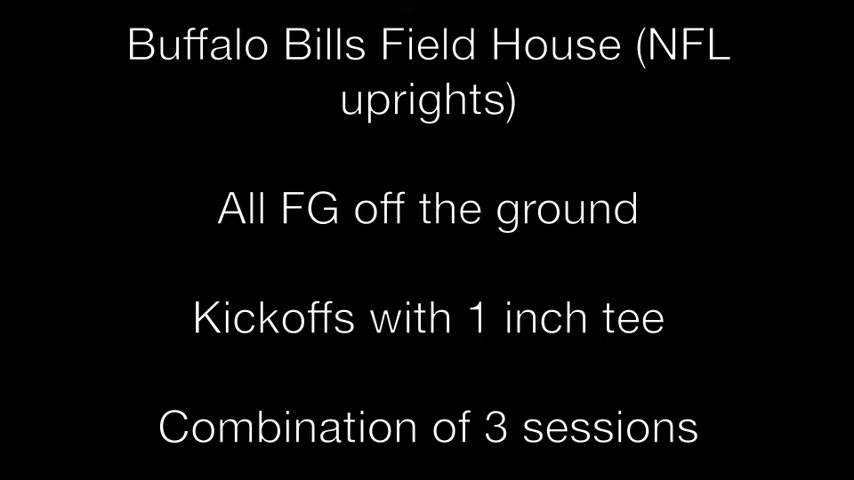 Buffalo Bills Field House (NFL
uprights)
All FG off the ground
Kickoffs with 1 inch tee
Combination of 3 sessions